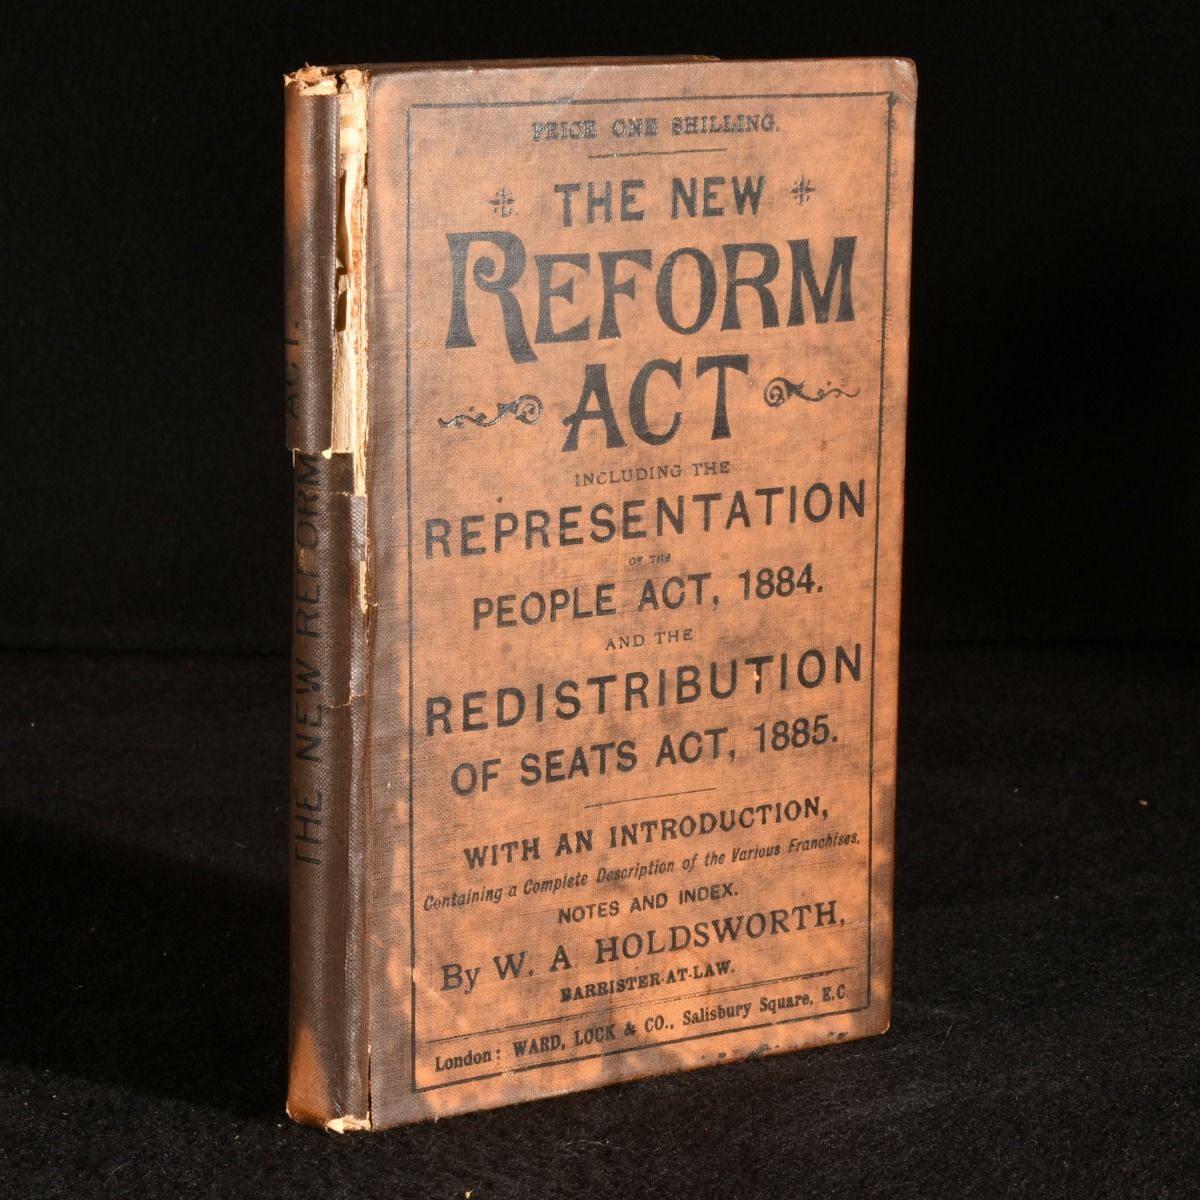 PRICE ONE SHILLING.
THE NEW
REFORM
ACT
INCLUDING THE
REPRESENTATION
OF THE
PEOPLE ACT, 1884.
AND THE
REDISTRIBUTION
OF SEATS ACT, 1885.
WITH AN INTRODUCTION,
Containing a Complete Description of the Various Franchises,
NOTES AND INDEX.
By W. A. HOLDSWORTH,
BARRISTER-AT-LAW.
London: WARD, LOCK & CO., Salisbury Square, E.C.
THE NEW REFORM ACT.